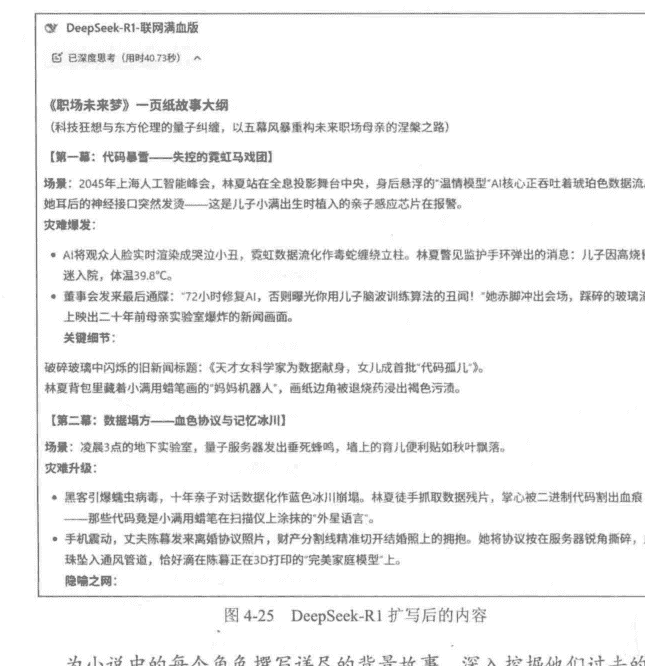 DeepSeek-R1-联网满血版
已深度思考（用时40.73秒）
《职场未来梦》一页纸故事大纲
（科技狂想与东方伦理的量子纠缠，以五幕风暴重构未来职场母亲的涅槃之路）
【第一幕：代码暴雪——失控的霓虹马戏团】
场景：2045年上海人工智能峰会，林夏站在全息投影舞台中央，身后悬浮的“温情模型”AI核心正吞吐着琥珀色数据流。
她耳后的神经接口突然发烫——这是儿子小满出生时植入的亲子感应芯片在报警。
灾难爆发：
• AI将观众人脸实时渲染成哭泣小丑，霓虹数据流化作毒蛇缠绕立柱。林夏瞥见监护手环弹出的消息：儿子因高烧
迷入院，体温39.8℃。
• 董事会发来最后通牒：“72小时修复AI，否则曝光你用儿子脑波训练算法的丑闻！”她赤脚冲出会场，踩碎的玻璃
上映出二十年前母亲实验室爆炸的新闻画面。
关键细节：
破碎玻璃中闪烁的旧新闻标题：《天才女科学家为数据献身，女儿成首批“代码孤儿”》。
林夏背包里藏着小满用蜡笔画的“妈妈机器人”，画纸边角被退烧药浸出褐色污渍。
【第二幕：数据塌方——血色协议与记忆冰川】
场景：凌晨3点的地下实验室，量子服务器发出垂死蜂鸣，墙上的育儿便利贴如秋叶飘落。
灾难升级：
• 黑客引爆蠕虫病毒，十年亲子对话数据化作蓝色冰川崩塌。林夏徒手抓取数据残片，掌心被二进制代码割出血痕
——那些代码竟是小满用蜡笔在扫描仪上涂抹的“外星语言”。
• 手机震动，丈夫陈暮发来离婚协议照片，财产分割线精准切开结婚照上的拥抱。她将协议按在服务器锐角撕碎，
珠坠入通风管道，恰好滴在陈暮正在3D打印的“完美家庭模型”上。
隐喻之网：
图 4-25 DeepSeek-R1 扩写后的内容
为小说中的每个角色撰写详尽的背景故事，深入挖掘他们过去的